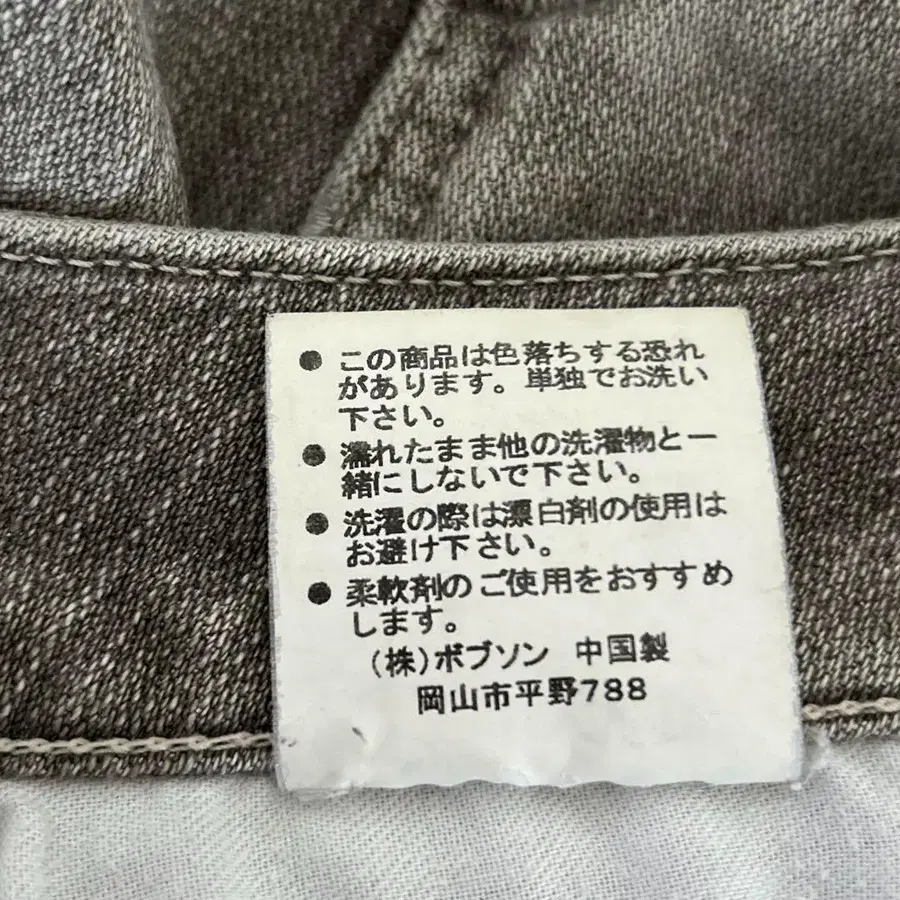 ● この商品は色落ちする恐れ
があります。単独でお洗い
下さい。
● 濡れたまま他の洗濯物と一
緒にしないで下さい。
● 洗濯の際は漂白剤の使用は
お避け下さい。
● 柔軟剤のご使用をおすすめ
します。
(株)ボブソン 中国製
岡山市平野788